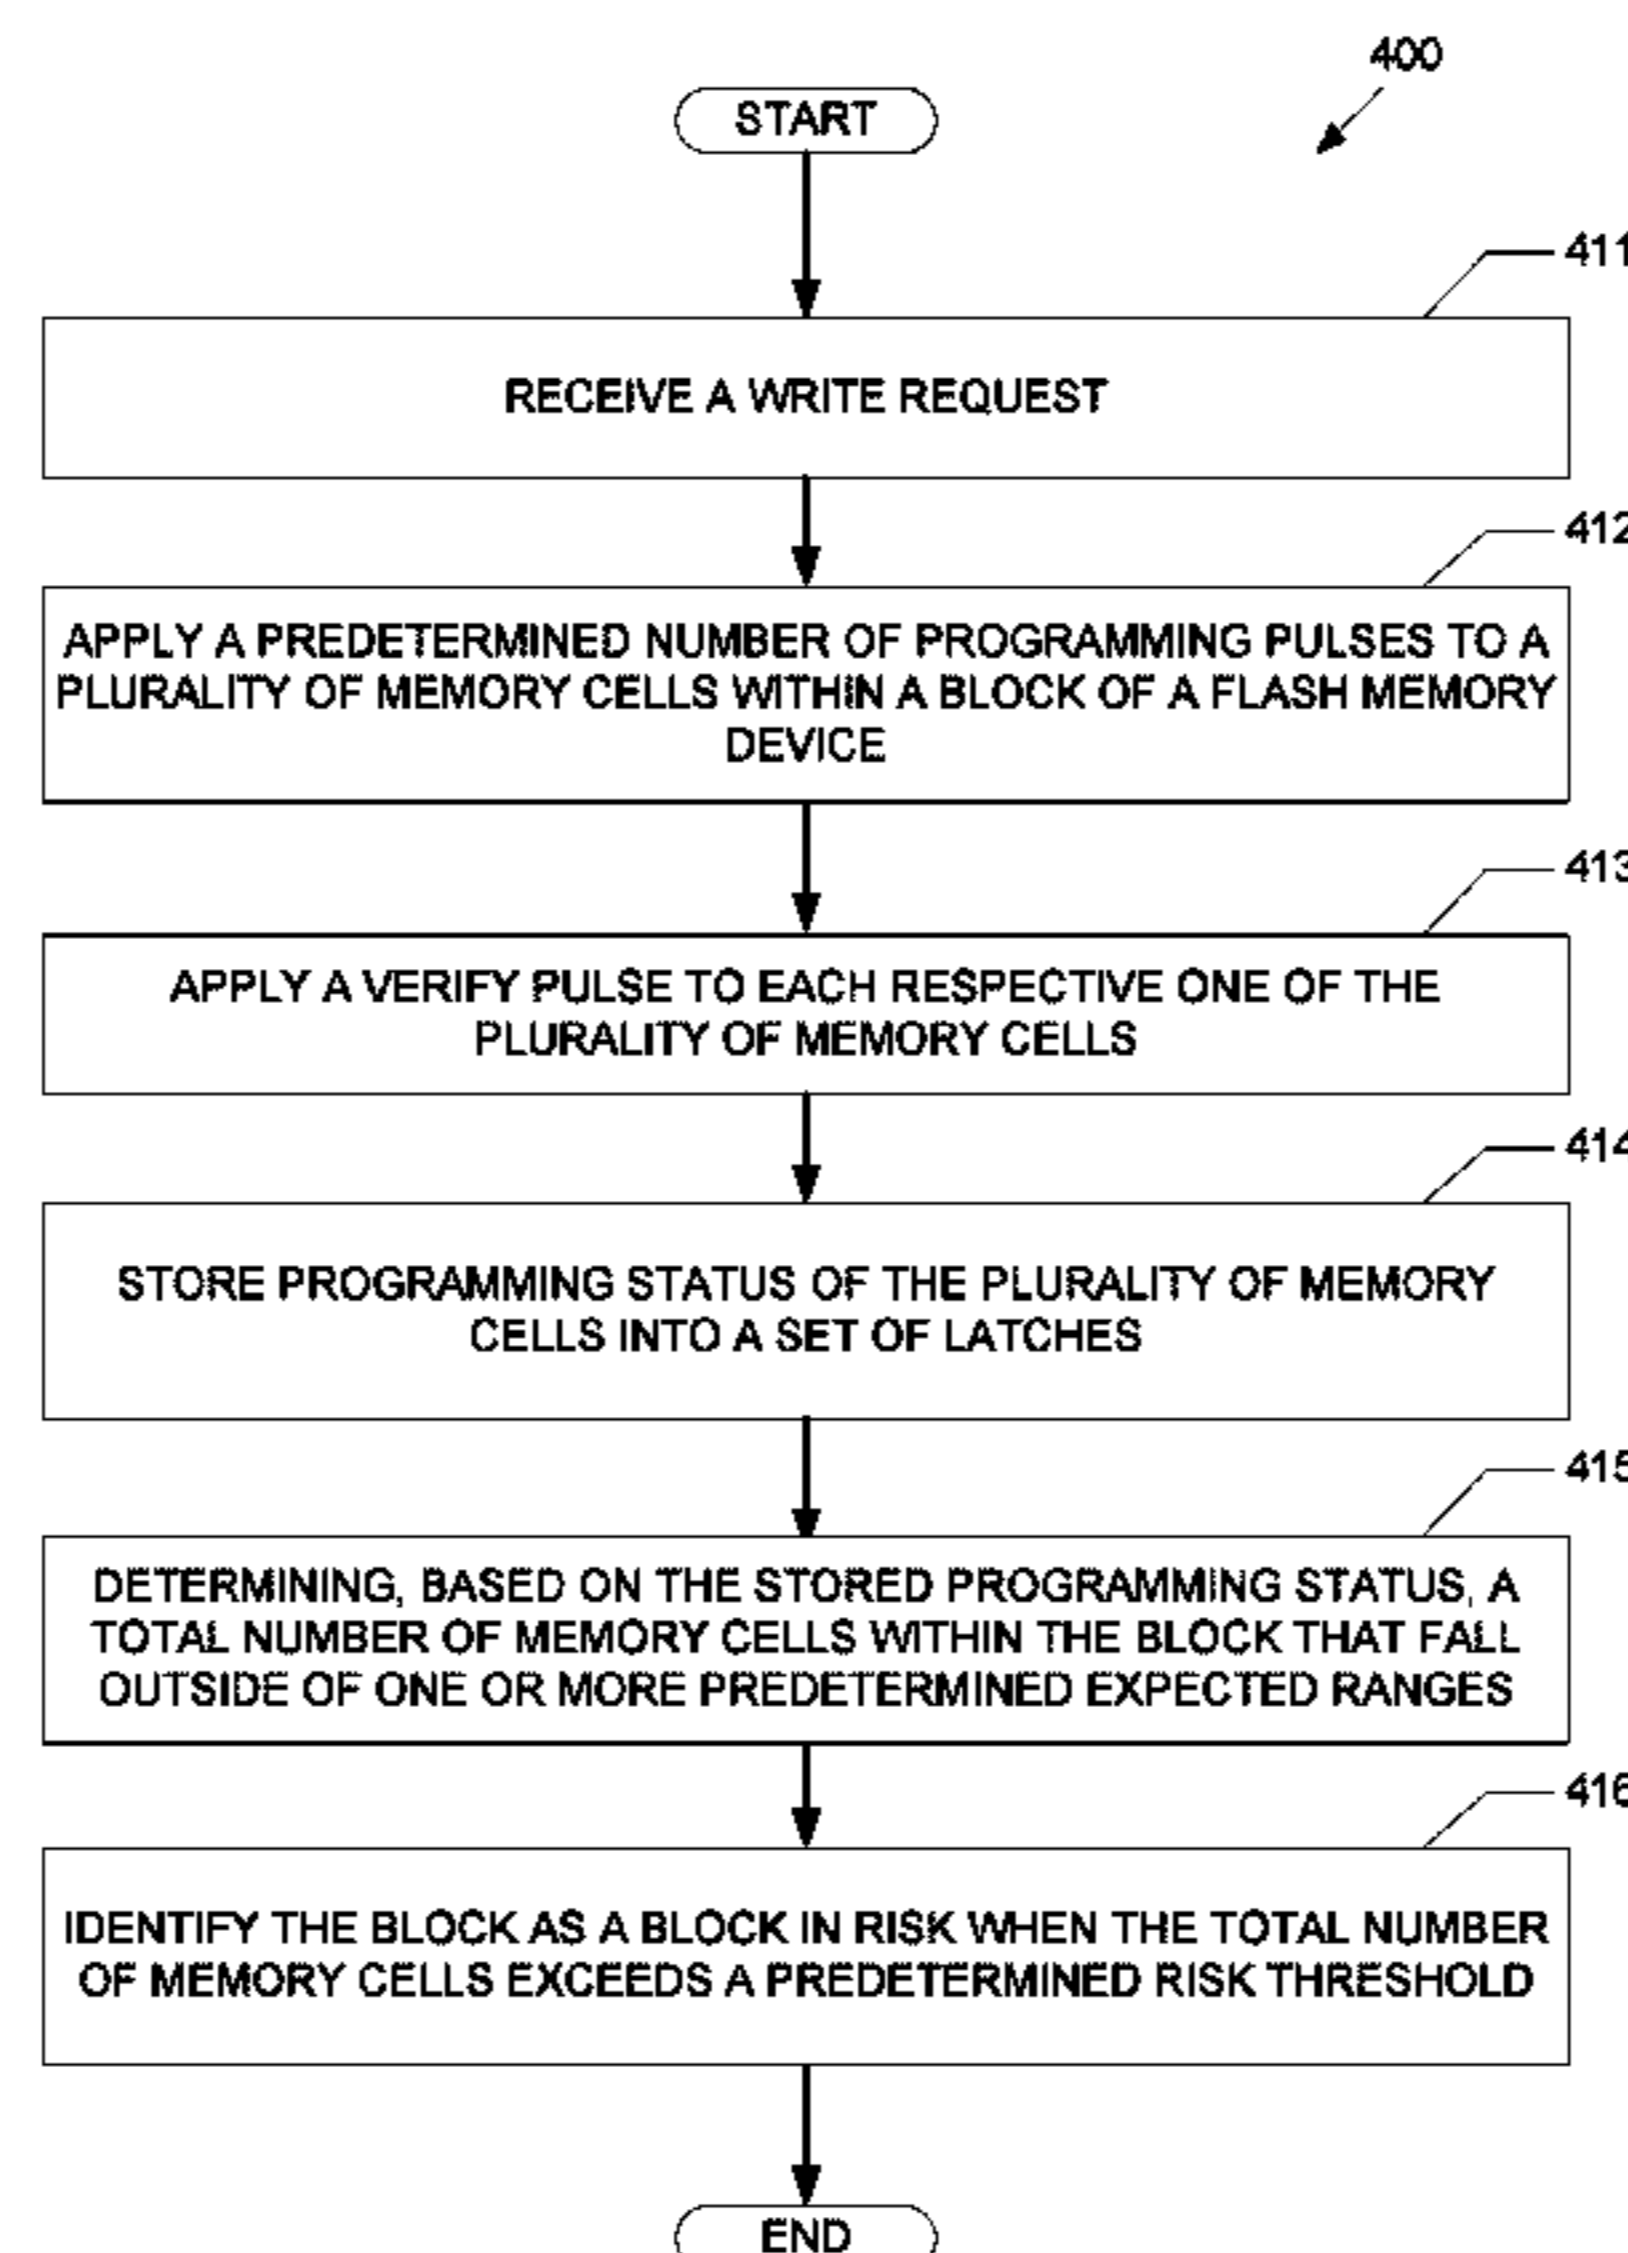 400
START
411
RECEIVE A WRITE REQUEST
412
APPLY A PREDETERMINED NUMBER OF PROGRAMMING PULSES TO A
PLURALITY OF MEMORY CELLS WITHIN A BLOCK OF A FLASH MEMORY
DEVICE
413
APPLY A VERIFY PULSE TO EACH RESPECTIVE ONE OF THE
PLURALITY OF MEMORY CELLS
414
STORE PROGRAMMING STATUS OF THE PLURALITY OF MEMORY
CELLS INTO A SET OF LATCHES
415
DETERMINING, BASED ON THE STORED PROGRAMMING STATUS, A
TOTAL NUMBER OF MEMORY CELLS WITHIN THE BLOCK THAT FALL
OUTSIDE OF ONE OR MORE PREDETERMINED EXPECTED RANGES
416
IDENTIFY THE BLOCK AS A BLOCK IN RISK WHEN THE TOTAL NUMBER
OF MEMORY CELLS EXCEEDS A PREDETERMINED RISK THRESHOLD
END